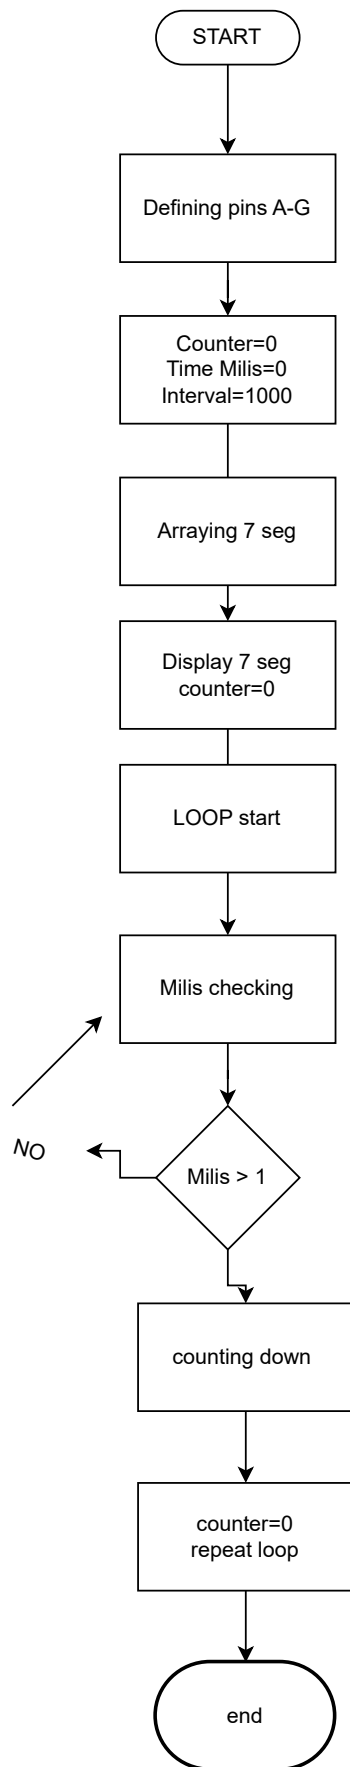 START
Defining pins A-G
Counter=0
Time Milis=0
Interval=1000
Arraying 7 seg
Display 7 seg
counter=0
LOOP start
Milis checking
NO
Milis > 1
counting down
counter=0
repeat loop
end